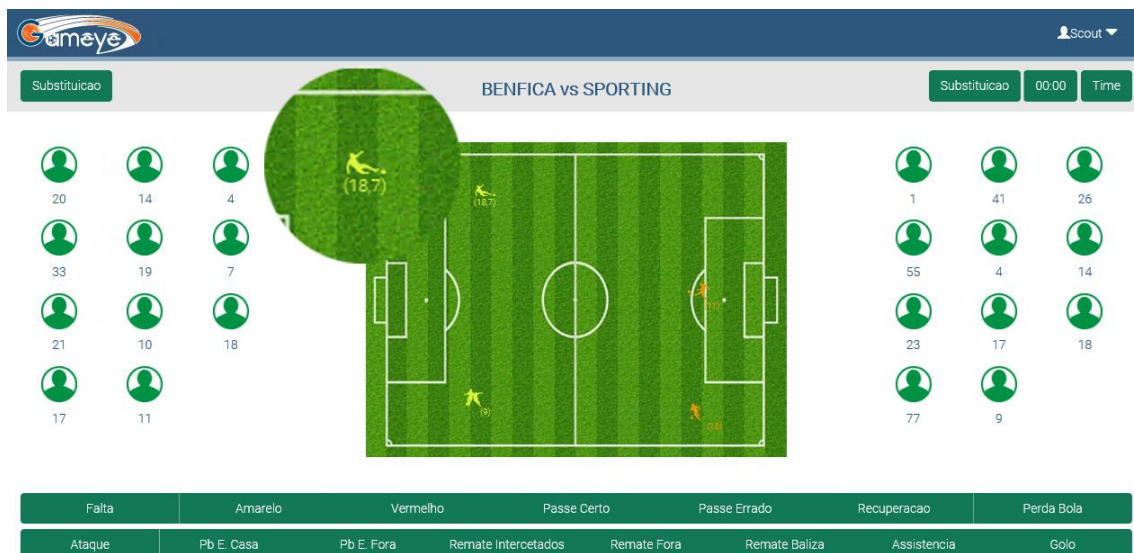 Gameye
Scout
Substituicao
BENFICA vs SPORTING
Substituicao 00:00 Time
20 14 4
1 41 26
(18,7)
(18,7)
33 19 7
55 4 14
21 10 18
23 17 18
(9)
17 11
77 9
Falta Amarelo Vermelho Passe Certo Passe Errado Recuperacao Perda Bola
Ataque Pb E. Casa Pb E. Fora Remate Intercetados Remate Fora Remate Baliza Assistencia Golo